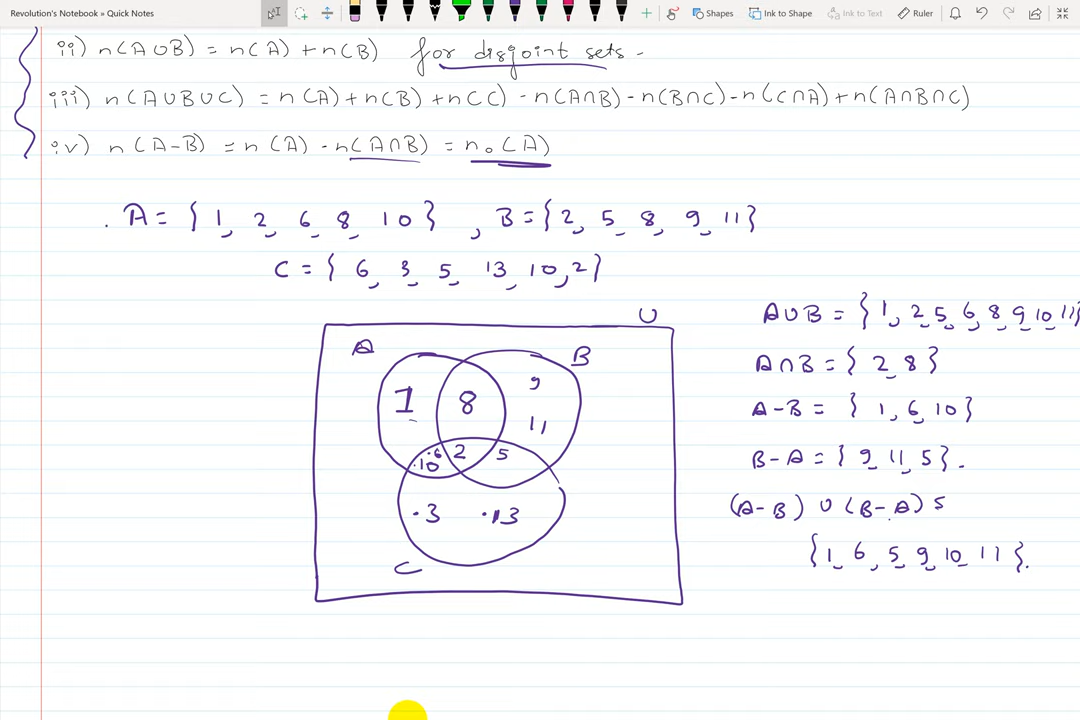 Revolution's Notebook » Quick Notes
Shapes
Ink to Shape
Ink to Text
Ruler
ii) n(A∪B) = n(A) + n(B) for disjoint sets -
iii) n(A∪B∪C) = n(A) + n(B) + n(C) - n(A∩B) - n(B∩C) - n(C∩A) + n(A∩B∩C)
iv) n(A-B) = n(A) - n(A∩B) = n₀(A)
. A = {1, 2, 6, 8, 10}, B = {2, 5, 8, 9, 11}
C = {6, 3, 5, 13, 10, 2}
U
A
B
1
8
9
11
·6
·10
2
5
·3
·13
C
A∪B = {1, 2, 5, 6, 8, 9, 10, 11}
A∩B = {2, 8}
A-B = {1, 6, 10}
B-A = {9, 11, 5}.
(A-B) ∪ (B-A) =
{1, 6, 5, 9, 10, 11}.